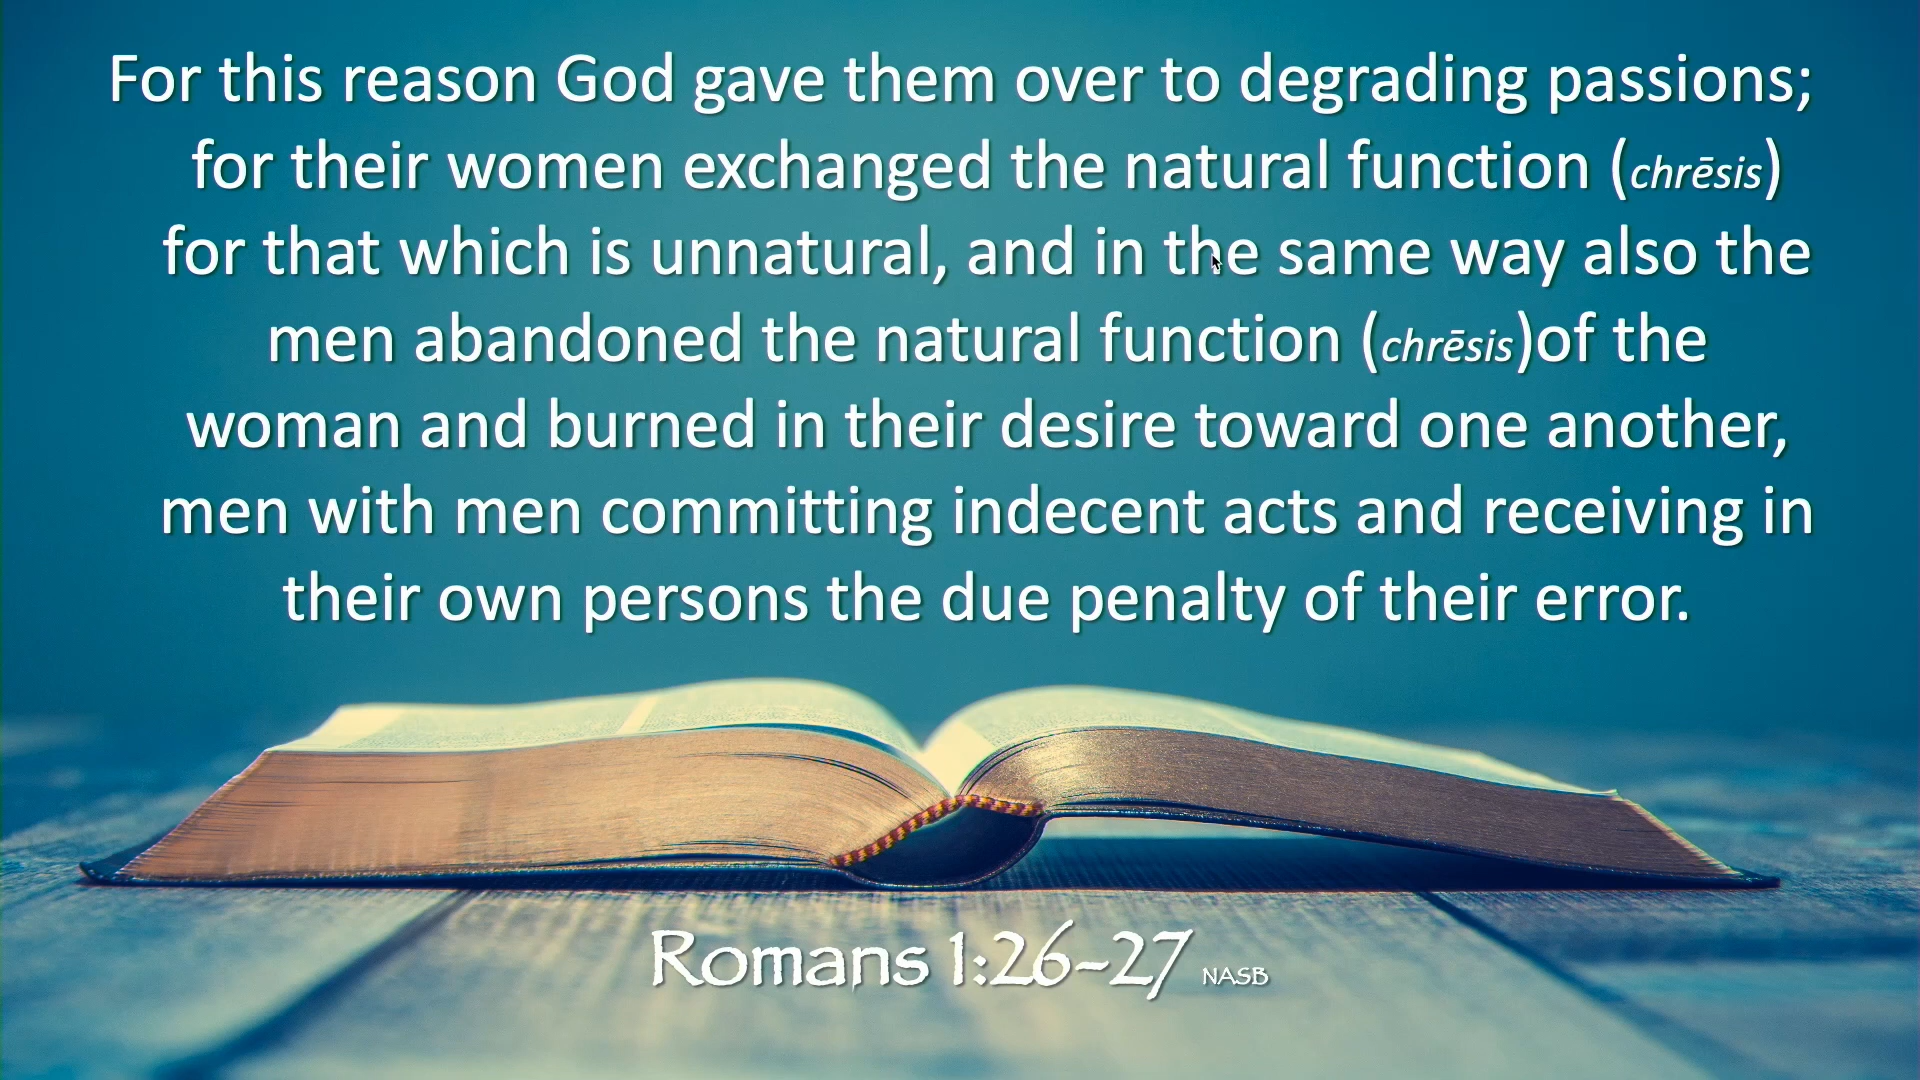 For this reason God gave them over to degrading passions;
for their women exchanged the natural function (chrēsis)
for that which is unnatural, and in the same way also the
men abandoned the natural function (chrēsis)of the
woman and burned in their desire toward one another,
men with men committing indecent acts and receiving in
their own persons the due penalty of their error.
Romans 1:26-27 NASB